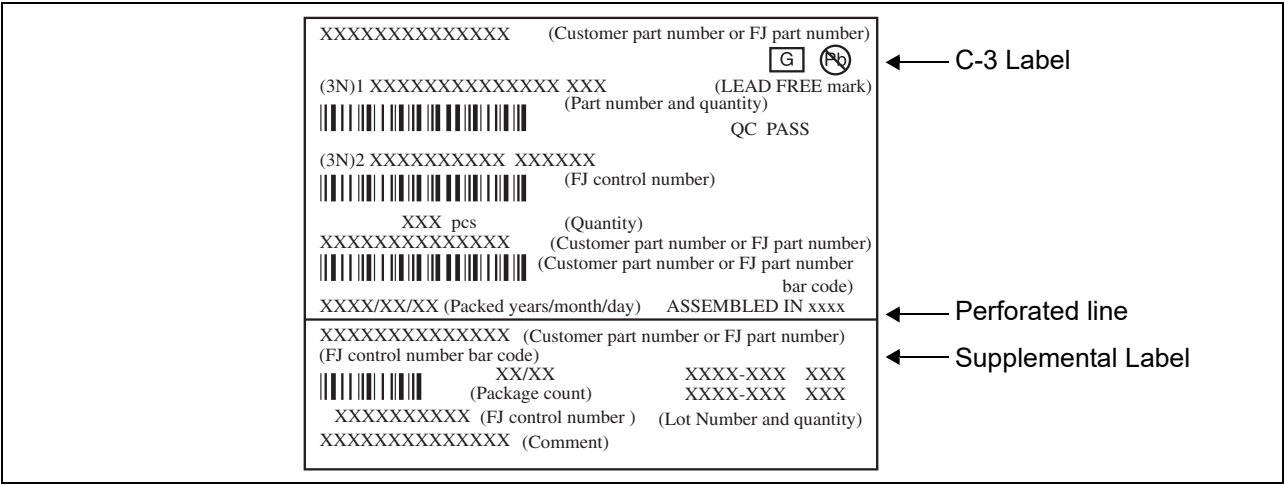 XXXXXXXXXXXXXX (Customer part number or FJ part number)
G Pb
C-3 Label
(3N)1 XXXXXXXXXXXXXX XXX (LEAD FREE mark)
(Part number and quantity)
QC PASS
(3N)2 XXXXXXXXXX XXXXXX
(FJ control number)
XXX pcs (Quantity)
XXXXXXXXXXXXXX (Customer part number or FJ part number)
(Customer part number or FJ part number
bar code)
XXXX/XX/XX (Packed years/month/day) ASSEMBLED IN xxxx
Perforated line
XXXXXXXXXXXXXX (Customer part number or FJ part number)
(FJ control number bar code)
Supplemental Label
XX/XX XXXX-XXX XXX
(Package count) XXXX-XXX XXX
XXXXXXXXXX (FJ control number ) (Lot Number and quantity)
XXXXXXXXXXXXXX (Comment)